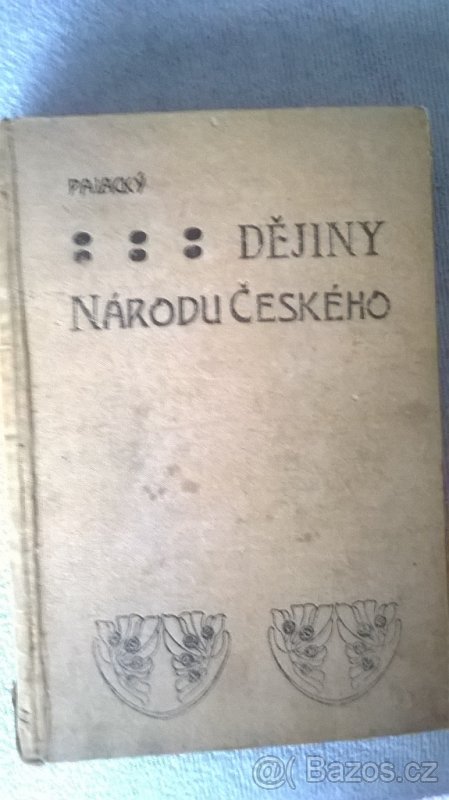 PALACKÝ
DĚJINY
NÁRODU ČESKÉHO
@Bazos.cz